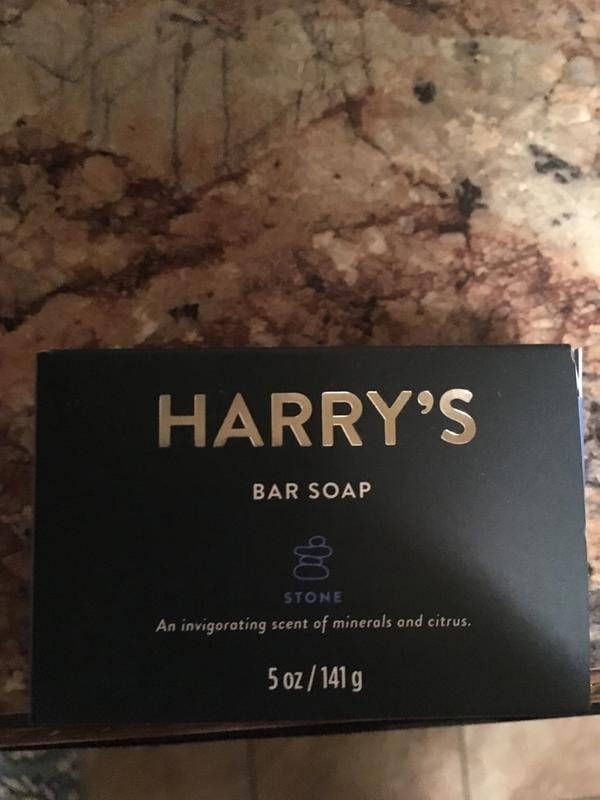 HARRY'S
BAR SOAP
STONE
An invigorating scent of minerals and citrus.
5 oz / 141 g